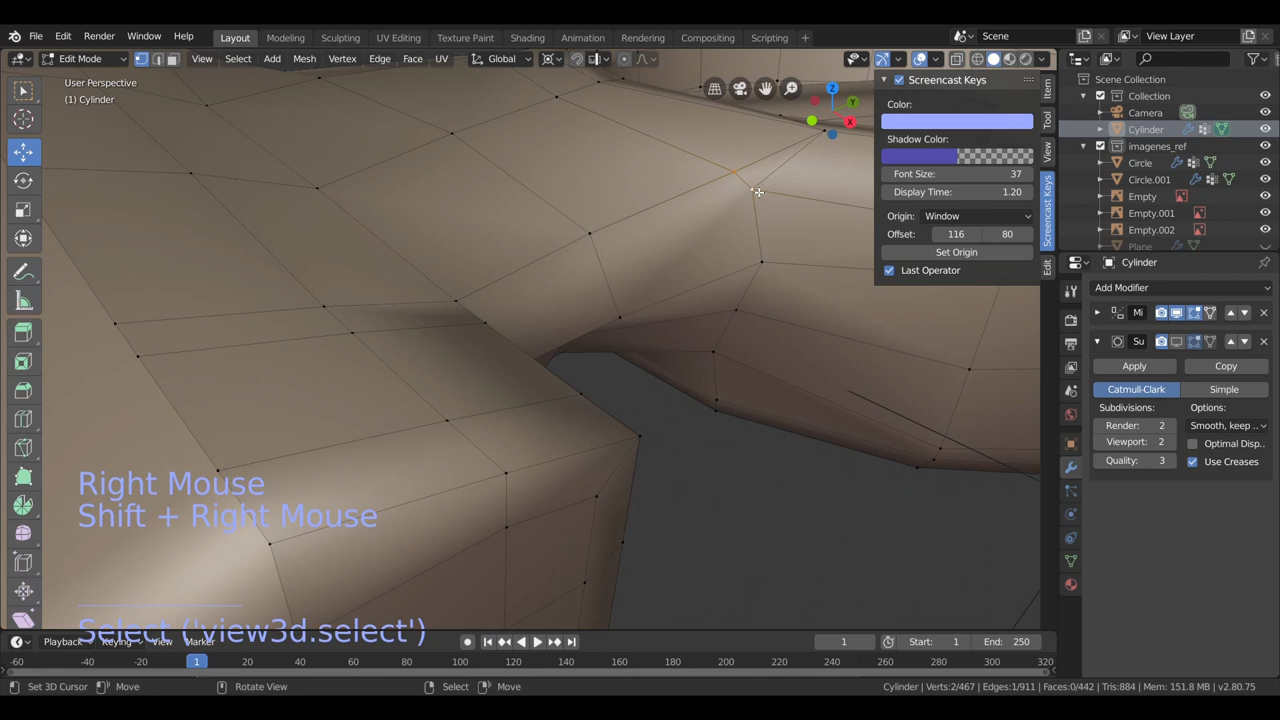 File Edit Render Window Help Layout Modeling Sculpting UV Editing Texture Paint Shading Animation Rendering Compositing Scripting + Scene View Layer
Edit Mode View Select Add Mesh Vertex Edge Face UV Global
User Perspective
(1) Cylinder
Screencast Keys
Color:
Shadow Color:
Font Size: 37
Display Time: 1.20
Origin: Window
Offset: 116 80
Set Origin
Last Operator
Item
Tool
View
Screencast Keys
Edit
Z
Y
X
Scene Collection
Collection
Camera
Cylinder
imagenes_ref
Circle
Circle.001
Empty
Empty.001
Empty.002
Plane
Cylinder
Add Modifier
Mi
Su
Apply Copy
Catmull-Clark Simple
Subdivisions: Options:
Render: 2 Smooth, keep ..
Viewport: 2 Optimal Disp..
Quality: 3 Use Creases
Right Mouse
Shift + Right Mouse
Select ('view3d.select')
Playback Keying View Marker 1 Start: 1 End: 250
-60 -40 -20 1 20 40 60 80 100 120 140 160 180 200 220 240 260 280 300 320
Set 3D Cursor Move Rotate View Select Move Cylinder | Verts:2/467 | Edges:1/911 | Faces:0/442 | Tris:884 | Mem: 151.8 MB | v2.80.75